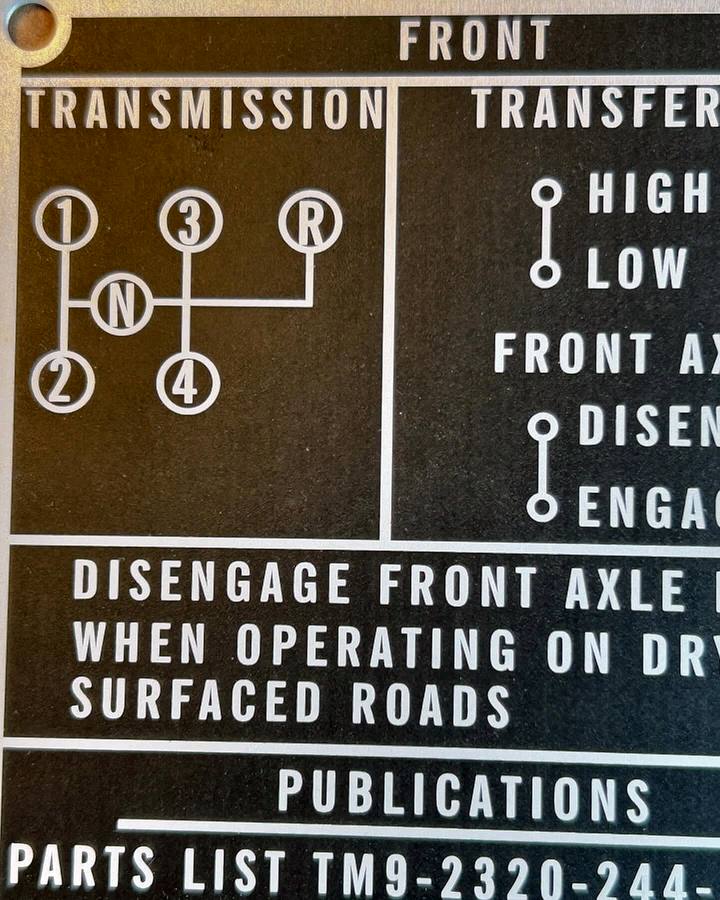 FRONT
TRANSMISSION
1 3 R
N
2 4
TRANSFER
HIGH
LOW
FRONT
DISEN
ENGA
DISENGAGE FRONT AXLE
WHEN OPERATING ON DRY
SURFACED ROADS
PUBLICATIONS
PARTS LIST TM9-2320-244-